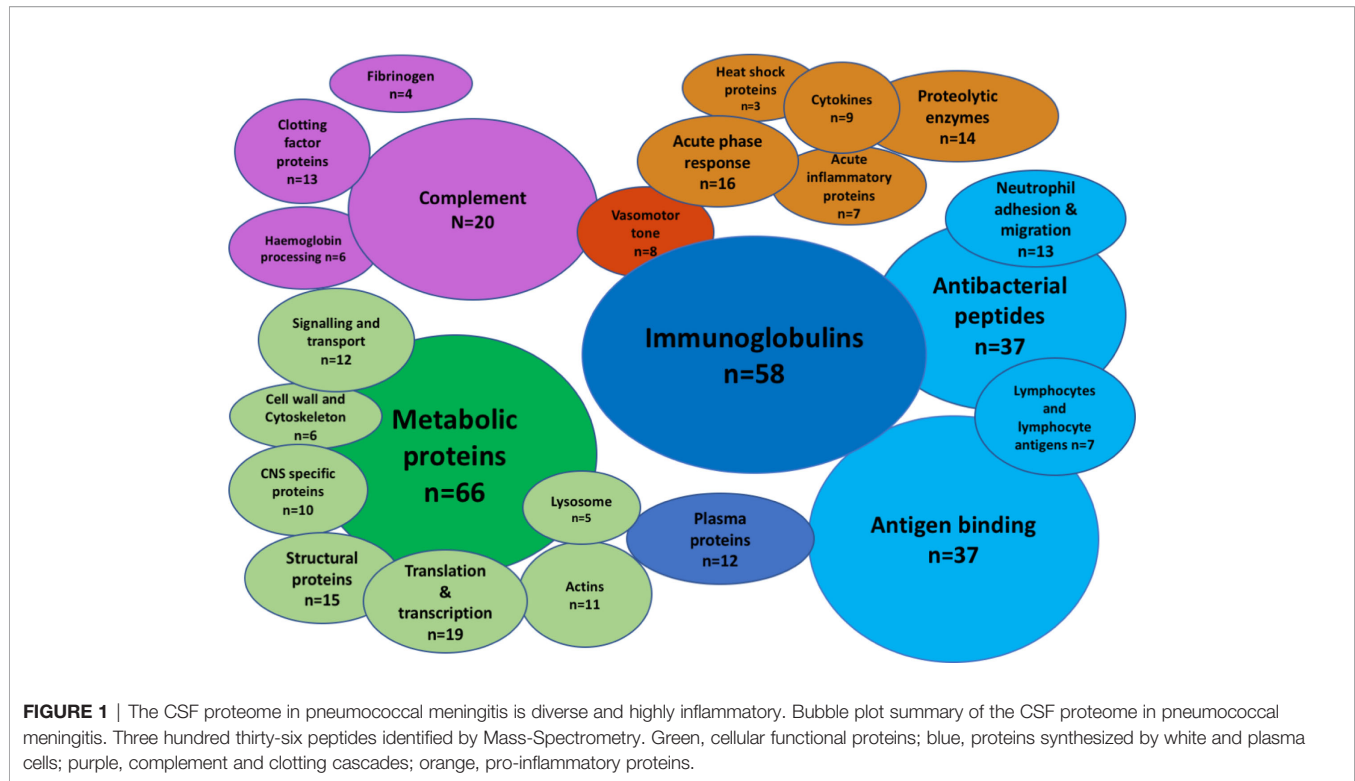 Fibrinogen
n=4
Clotting
factor
proteins
n=13
Complement
N=20
Haemoglobin
processing n=6
Heat shock
proteins
n=3
Cytokines
n=9
Proteolytic
enzymes
n=14
Acute phase
response
n=16
Acute
inflammatory
proteins
n=7
Vasomotor
tone
n=8
Neutrophil
adhesion &
migration
n=13
Antibacterial
peptides
n=37
Immunoglobulins
n=58
Lymphocytes
and
lymphocyte
antigens n=7
Antigen binding
n=37
Signalling and
transport
n=12
Cell wall and
Cytoskeleton
n=6
Metabolic
proteins
n=66
CNS specific
proteins
n=10
Lysosome
n=5
Structural
proteins
n=15
Translation
&
transcription
n=19
Actins
n=11
Plasma
proteins
n=12
FIGURE 1 | The CSF proteome in pneumococcal meningitis is diverse and highly inflammatory. Bubble plot summary of the CSF proteome in pneumococcal
meningitis. Three hundred thirty-six peptides identified by Mass-Spectrometry. Green, cellular functional proteins; blue, proteins synthesized by white and plasma
cells; purple, complement and clotting cascades; orange, pro-inflammatory proteins.